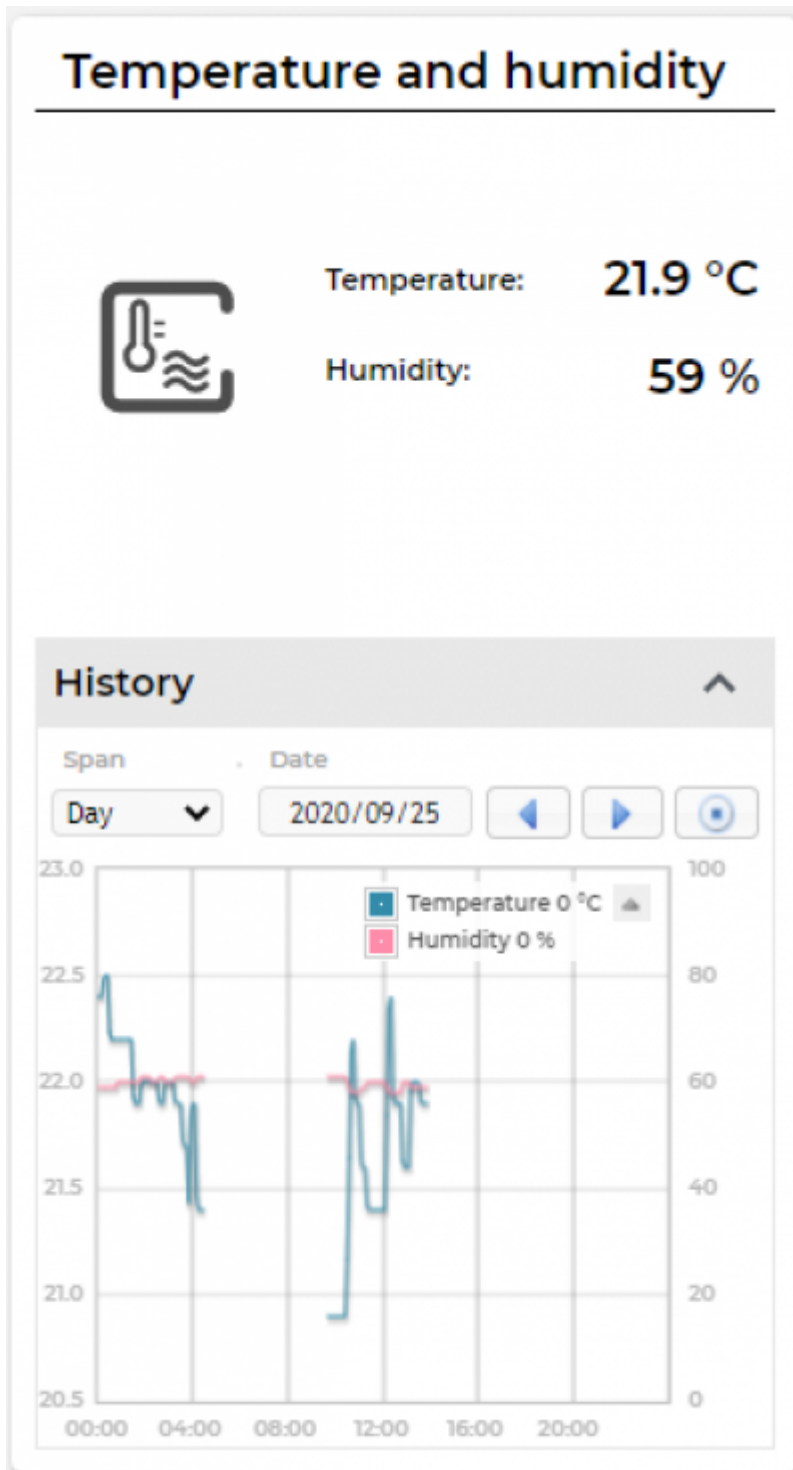 Temperature and humidity
Temperature: 21.9 °C
Humidity: 59 %
History
Span . Date
Day 2020/09/25
23.0 100
Temperature 0 °C
Humidity 0 %
22.5 80
22.0 60
21.5 40
21.0 20
20.5 0
00:00 04:00 08:00 12:00 16:00 20:00